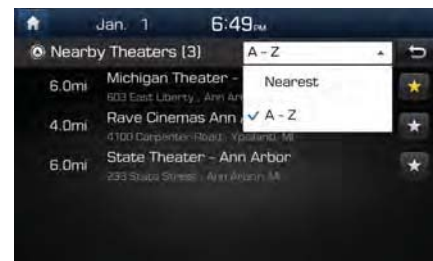 Jan. 1 6:49 PM
Nearby Theaters (3) A - Z
Nearest
A - Z
6.0mi Michigan Theater -
603 East Liberty , Ann Ar
4.0mi Rave Cinemas Ann
4100 Carpenter Road , Ypsilanti, MI
6.0mi State Theater - Ann Arbor
233 State Street , Ann Arbor, MI